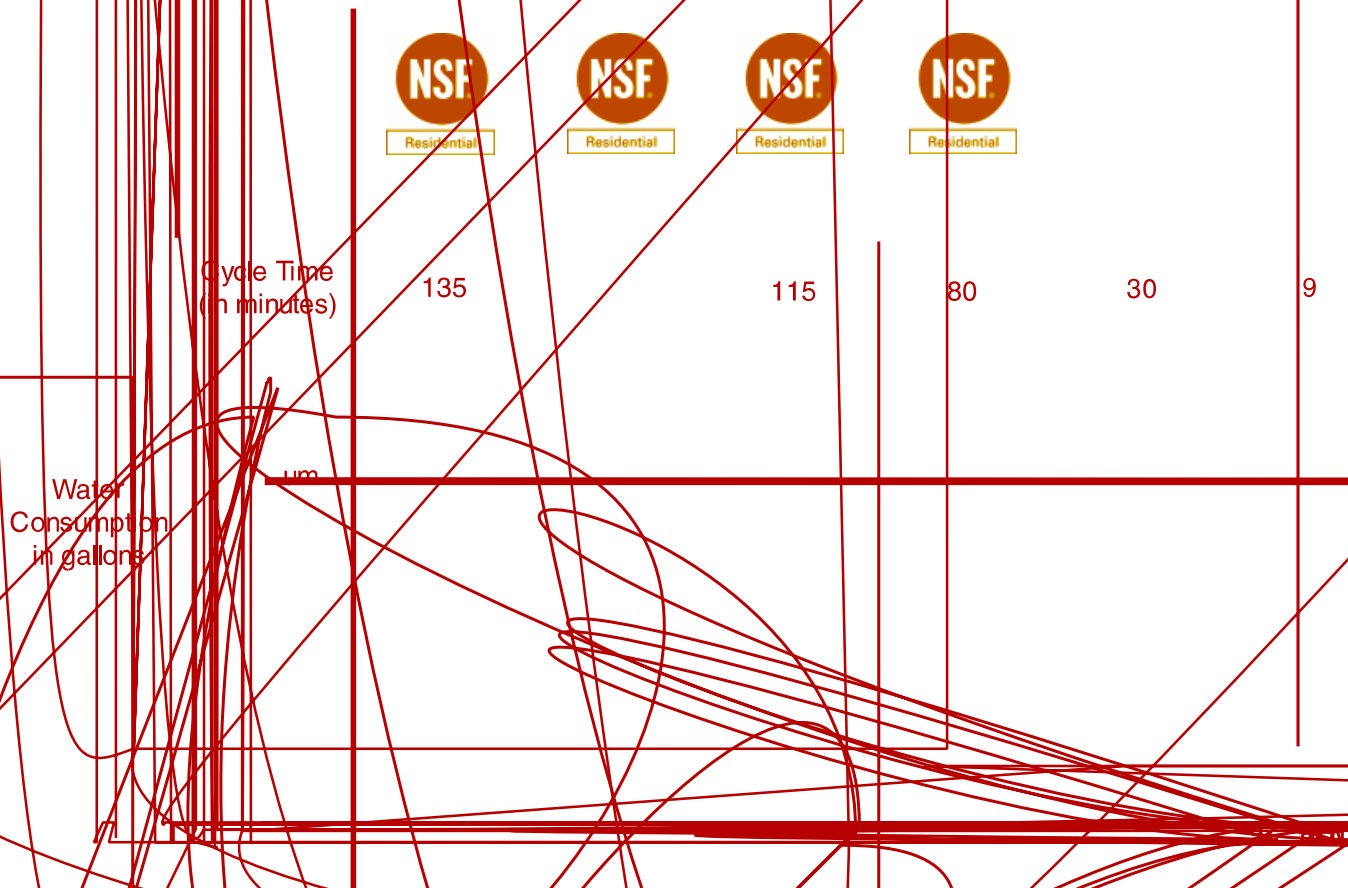 NSF NSF NSF NSF
Residential Residential Residential Residential
Cycle Time
(in minutes)
135 115 80 30 9
um
Water
Consumption
in gallons